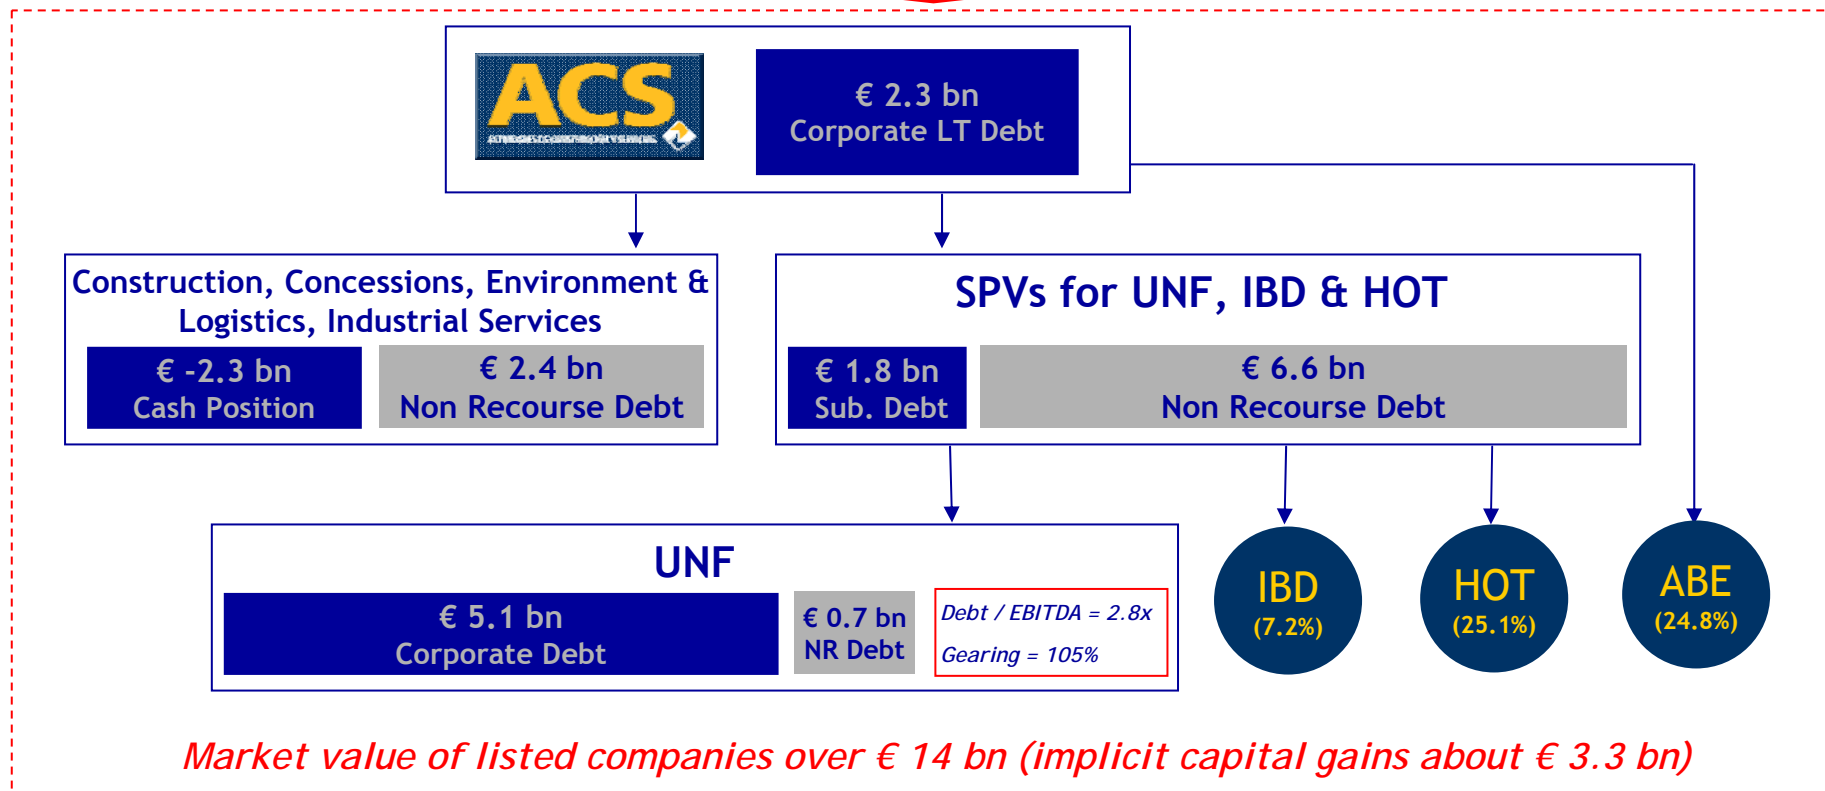 ACS
€ 2.3 bn
Corporate LT Debt
Construction, Concessions, Environment &
Logistics, Industrial Services
€ -2.3 bn
Cash Position
€ 2.4 bn
Non Recourse Debt
SPVs for UNF, IBD & HOT
€ 1.8 bn
Sub. Debt
€ 6.6 bn
Non Recourse Debt
UNF
€ 5.1 bn
Corporate Debt
€ 0.7 bn
NR Debt
Debt / EBITDA = 2.8x
Gearing = 105%
IBD
(7.2%)
HOT
(25.1%)
ABE
(24.8%)
Market value of listed companies over € 14 bn (implicit capital gains about € 3.3 bn)